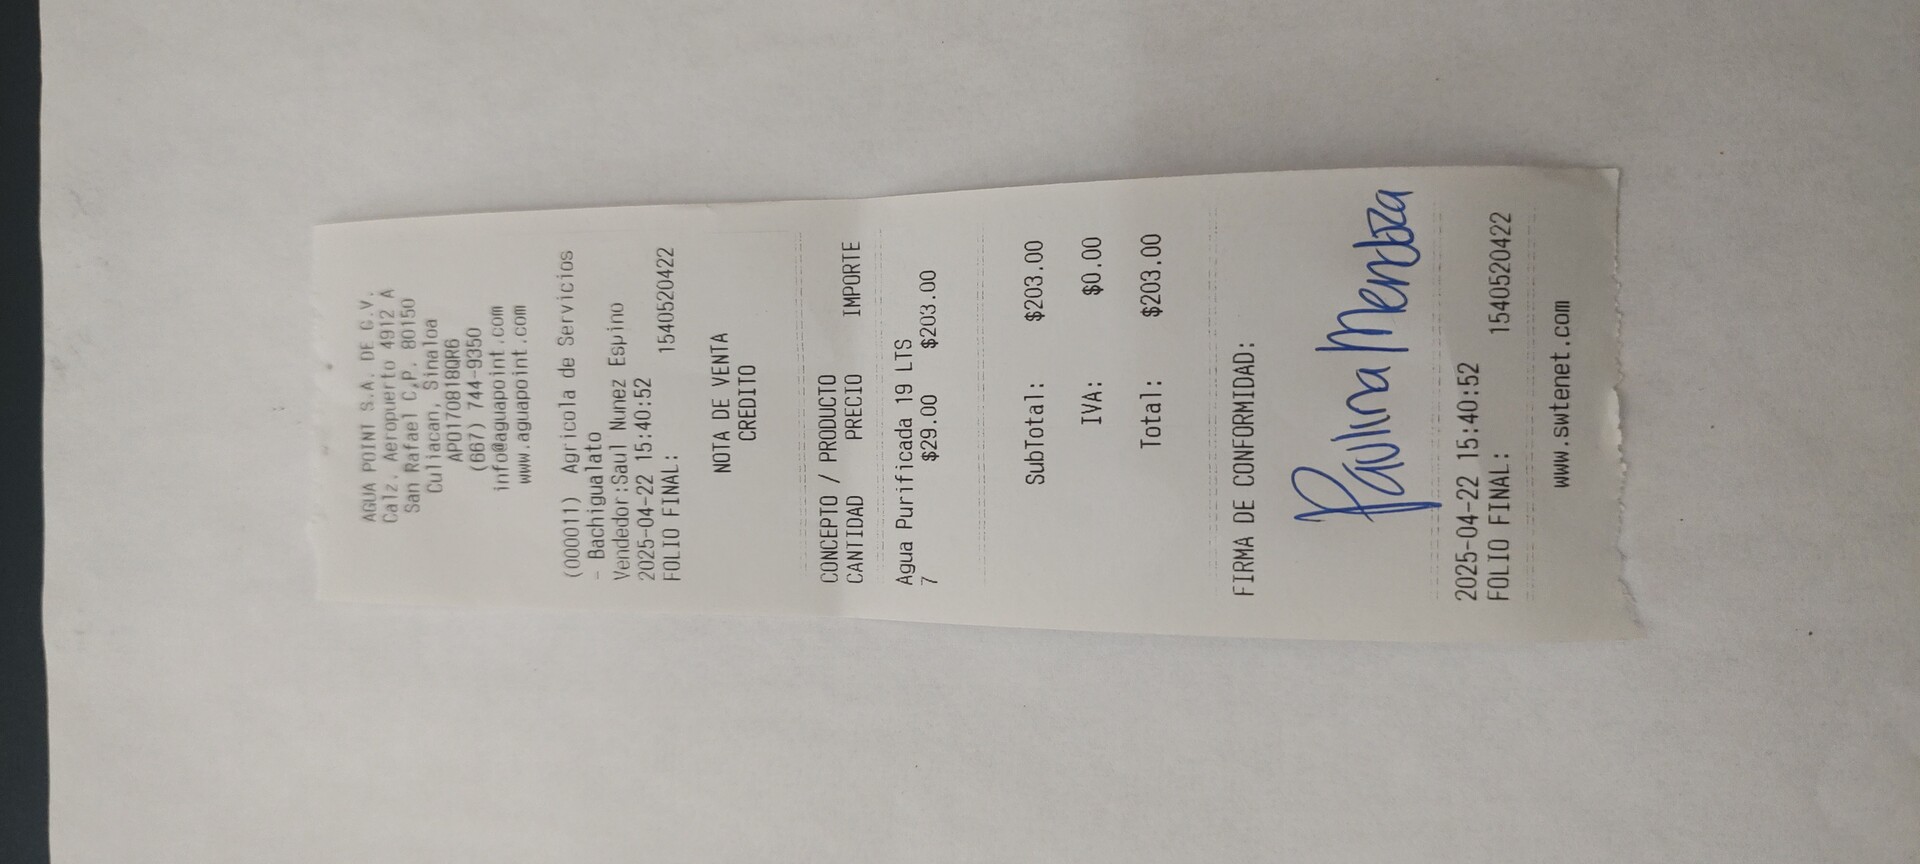 AGUA POINT S.A. DE C.V.
Calz. Aeropuerto 4912 A
San Rafael C.P. 80150
Culiacan, Sinaloa
APO170818QR6
(667) 744-9350
info@aguapoint.com
www.aguapoint.com
(000011) Agricola de Servicios
- Bachigualato
Vendedor:Saul Nunez Espino
2025-04-22 15:40:52
FOLIO FINAL: 1540520422
NOTA DE VENTA
CREDITO
CONCEPTO / PRODUCTO
CANTIDAD PRECIO IMPORTE
Agua Purificada 19 LTS
7 $29.00 $203.00
SubTotal: $203.00
IVA: $0.00
Total: $203.00
FIRMA DE CONFORMIDAD:
Paulina Mendoza
2025-04-22 15:40:52
FOLIO FINAL: 1540520422
www.swtenet.com